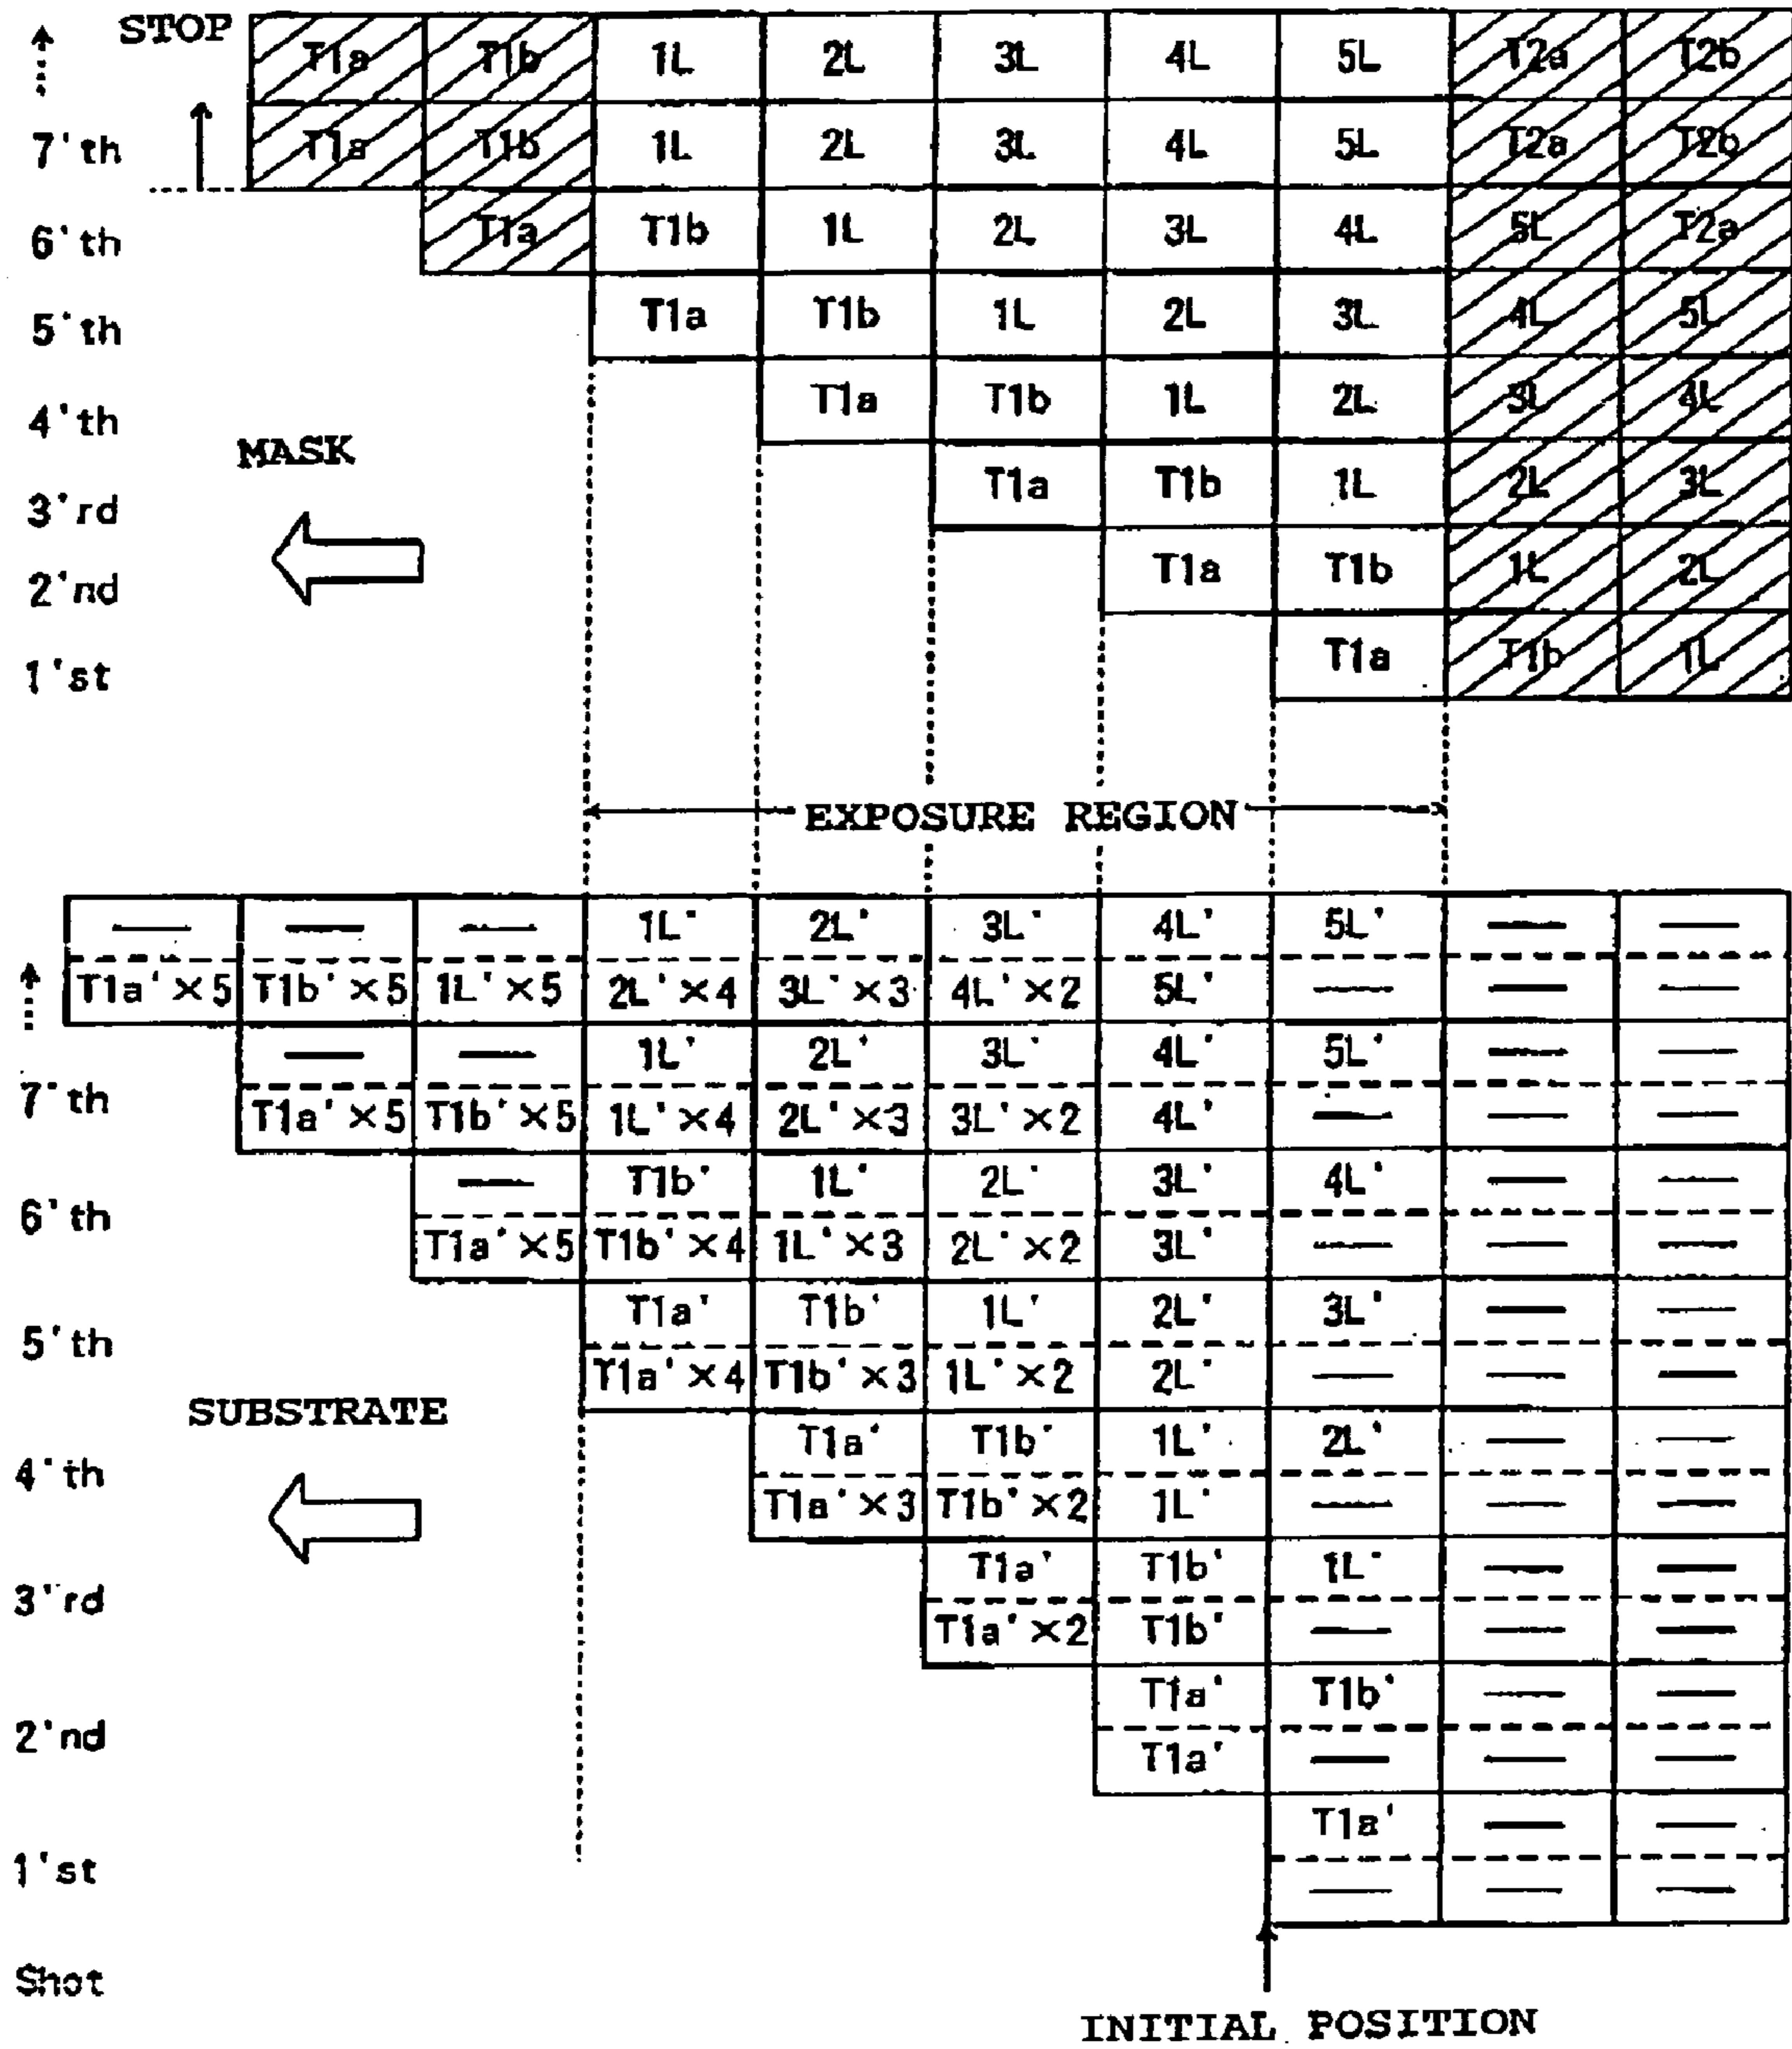 STOP T1a T1b 1L 2L 3L 4L 5L T2a T2b
7'th T1a T1b 1L 2L 3L 4L 5L T2a T2b
6'th T1a T1b 1L 2L 3L 4L 5L T2a
5'th T1a T1b 1L 2L 3L 4L 5L
4'th T1a T1b 1L 2L 3L 4L
MASK
3'rd T1a T1b 1L 2L 3L
2'nd T1a T1b 1L 2L
1'st T1a T1b 1L
EXPOSURE REGION
— — — 1L' 2L' 3L' 4L' 5L' — —
T1a'×5 T1b'×5 1L'×5 2L'×4 3L'×3 4L'×2 5L' — — —
— — 1L' 2L' 3L' 4L' 5L' — —
7'th T1a'×5 T1b'×5 1L'×4 2L'×3 3L'×2 4L' — — —
— T1b' 1L' 2L' 3L' 4L' — —
6'th T1a'×5 T1b'×4 1L'×3 2L'×2 3L' — — —
T1a' T1b' 1L' 2L' 3L' — —
5'th T1a'×4 T1b'×3 1L'×2 2L' — — —
SUBSTRATE
T1a' T1b' 1L' 2L' — —
4'th T1a'×3 T1b'×2 1L' — — —
T1a' T1b' 1L' — —
3'rd T1a'×2 T1b' — — —
T1a' T1b' — —
2'nd T1a' — — —
T1a' — —
1'st — — —
Shot
INITIAL POSITION